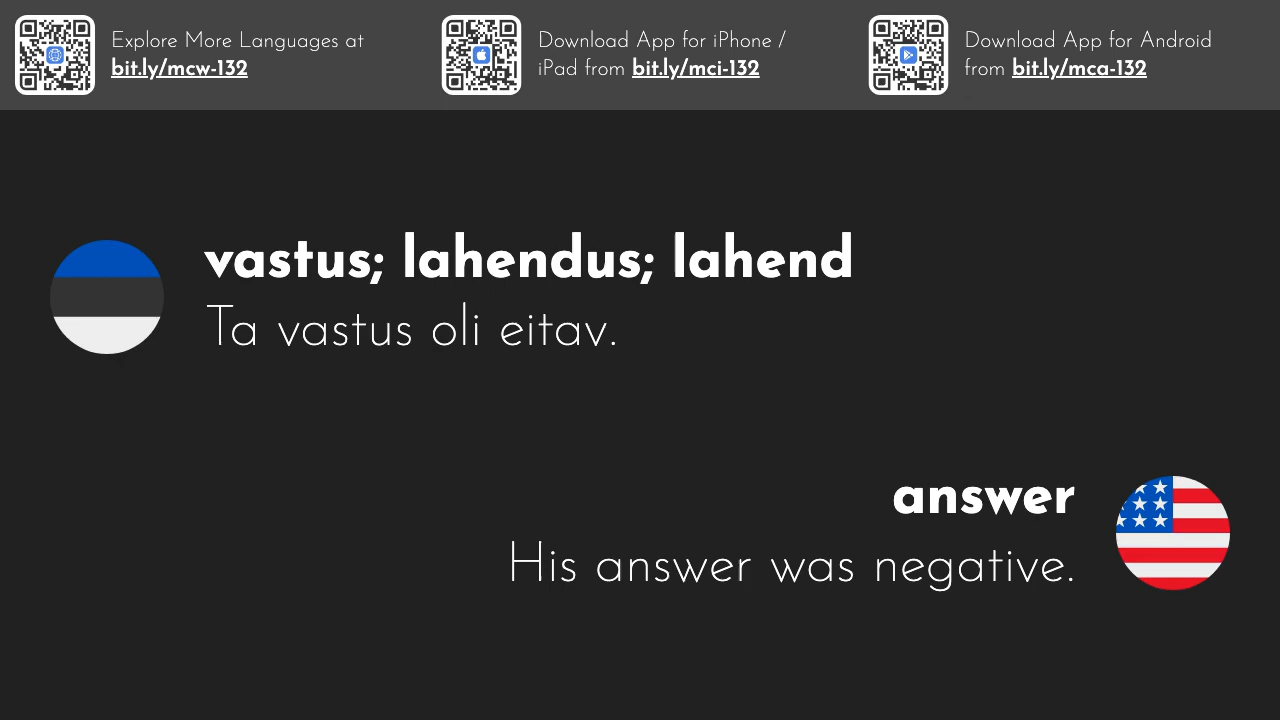 Explore More Languages at
bit.ly/mcw-132
Download App for iPhone /
iPad from bit.ly/mci-132
Download App for Android
from bit.ly/mca-132
vastus; lahendus; lahend
Ta vastus oli eitav.
answer
His answer was negative.